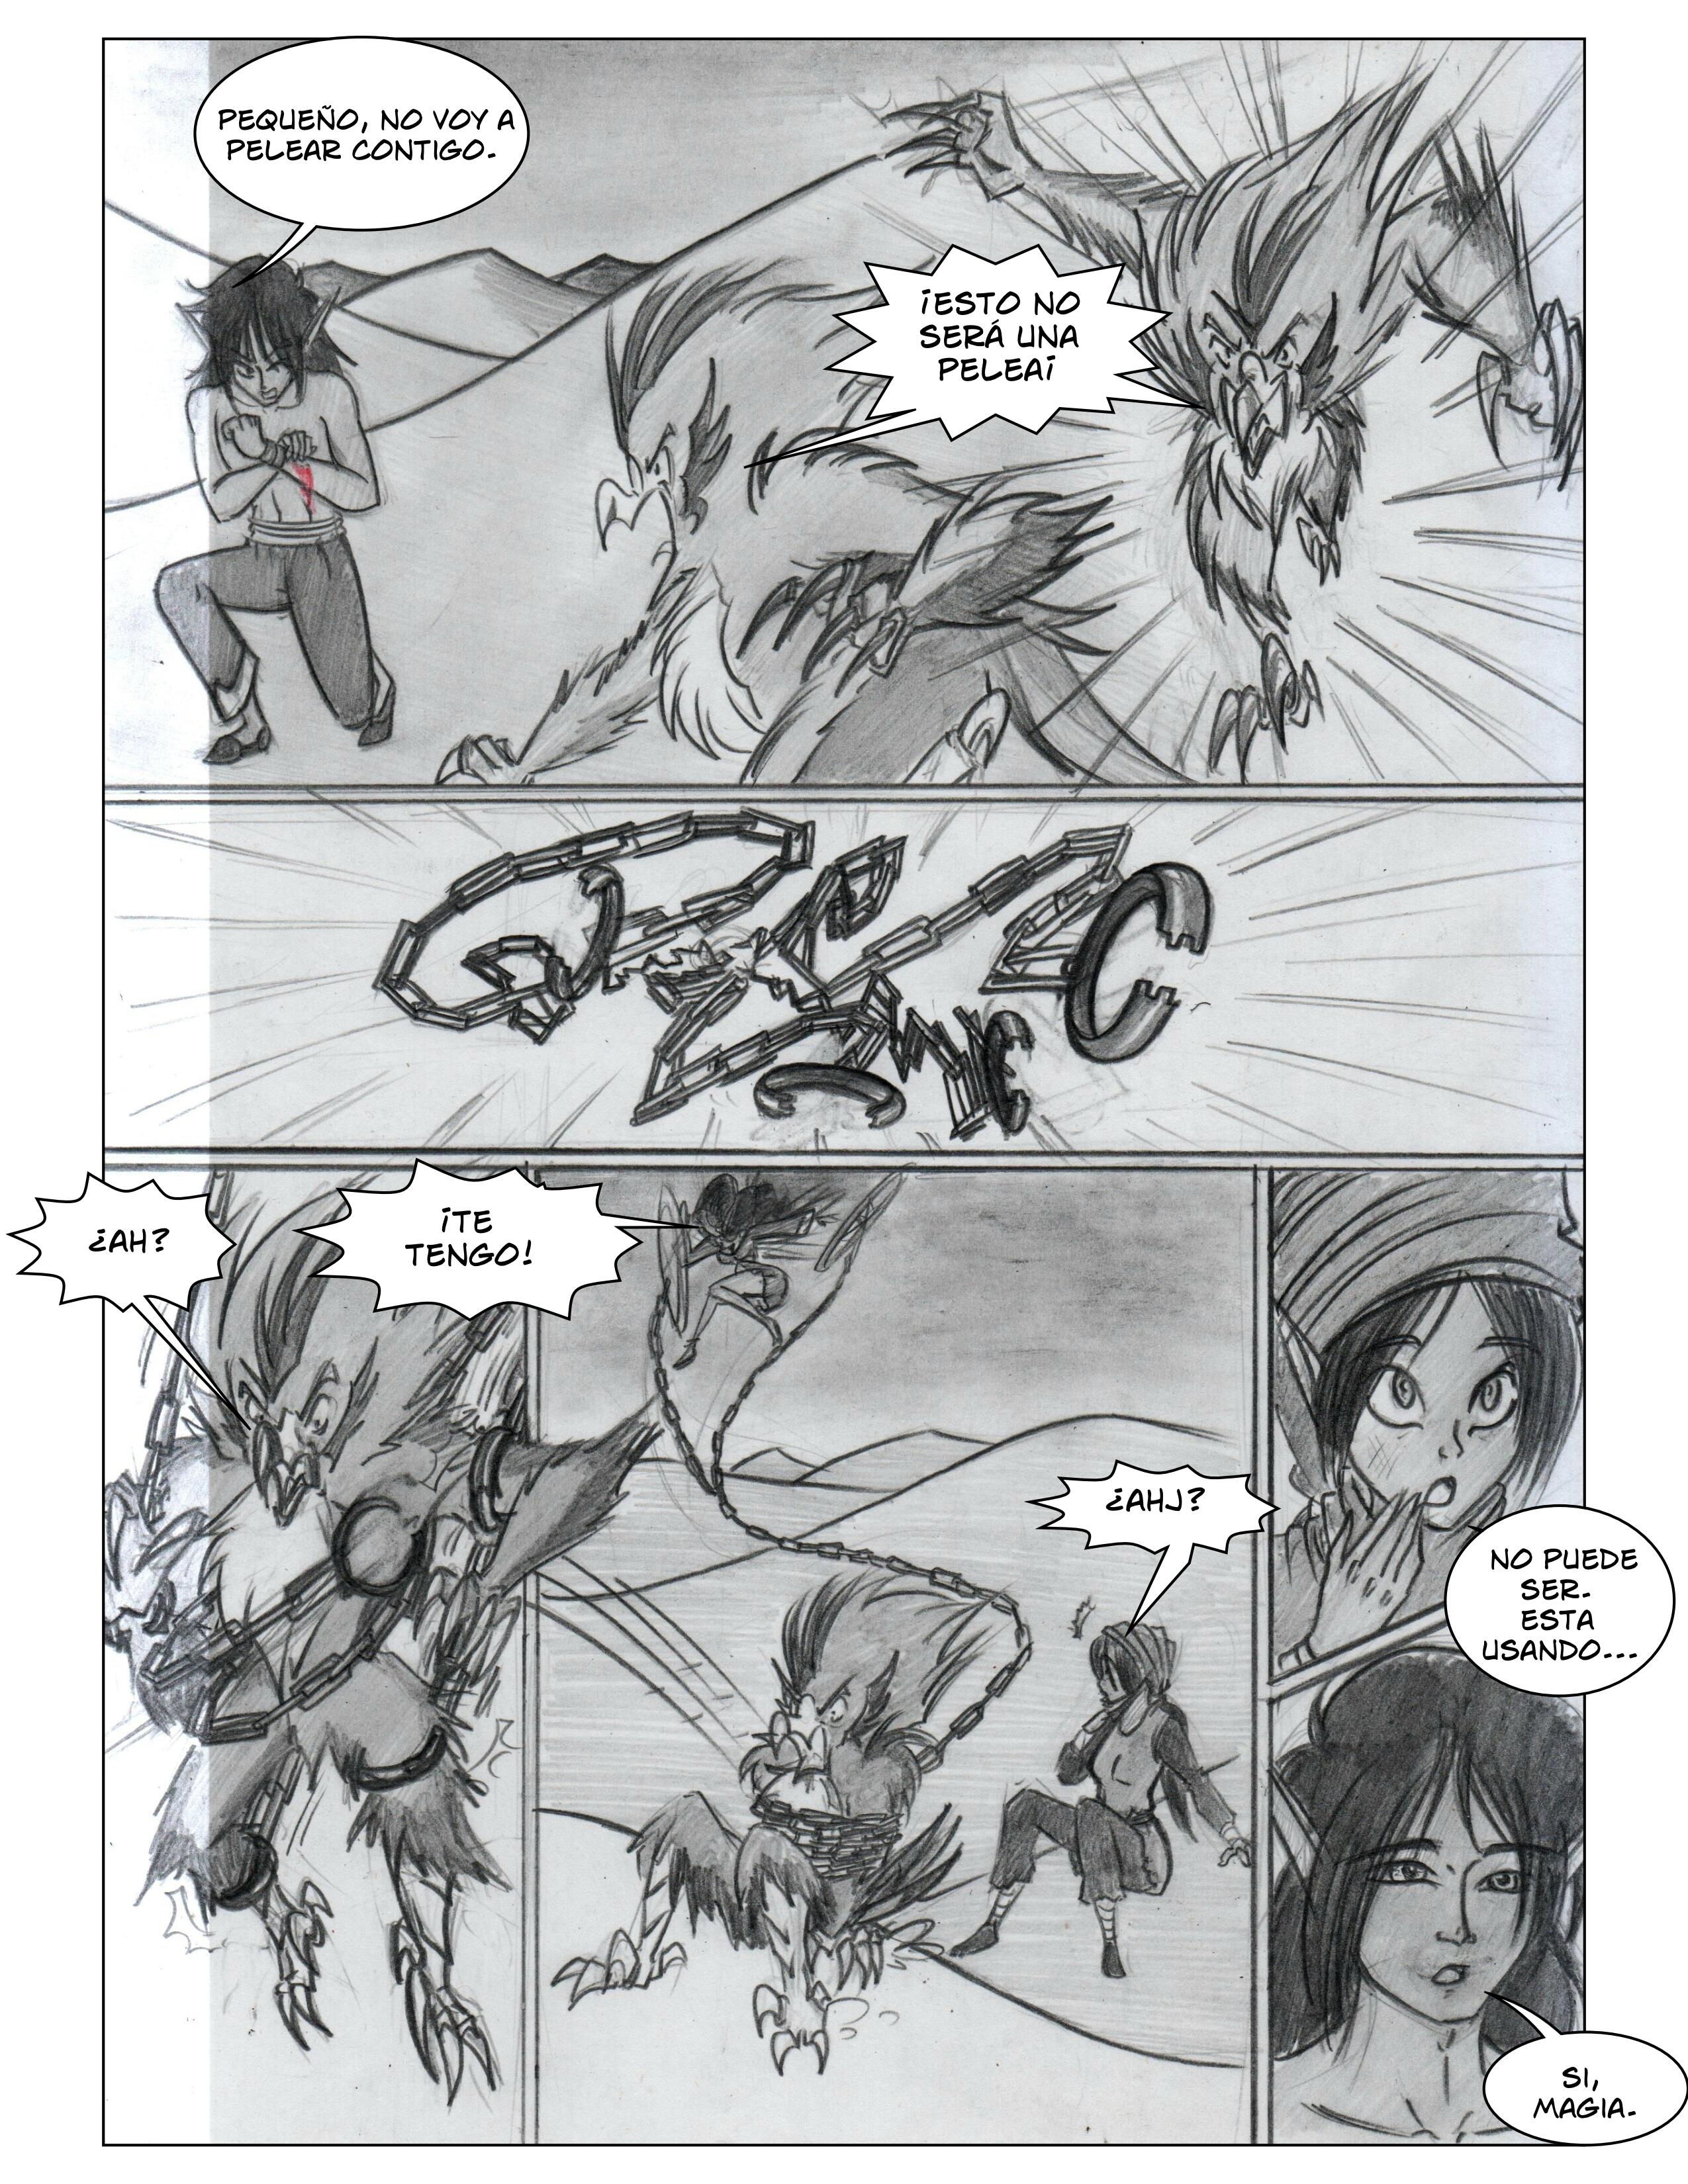 PEQUEÑO, NO VOY A
PELEAR CONTIGO.
¡ESTO NO
SERÁ UNA
PELEA¡
¿AH?
¡TE
TENGO!
¿AHJ?
NO PUEDE
SER.
ESTA
USANDO...
SI,
MAGIA.